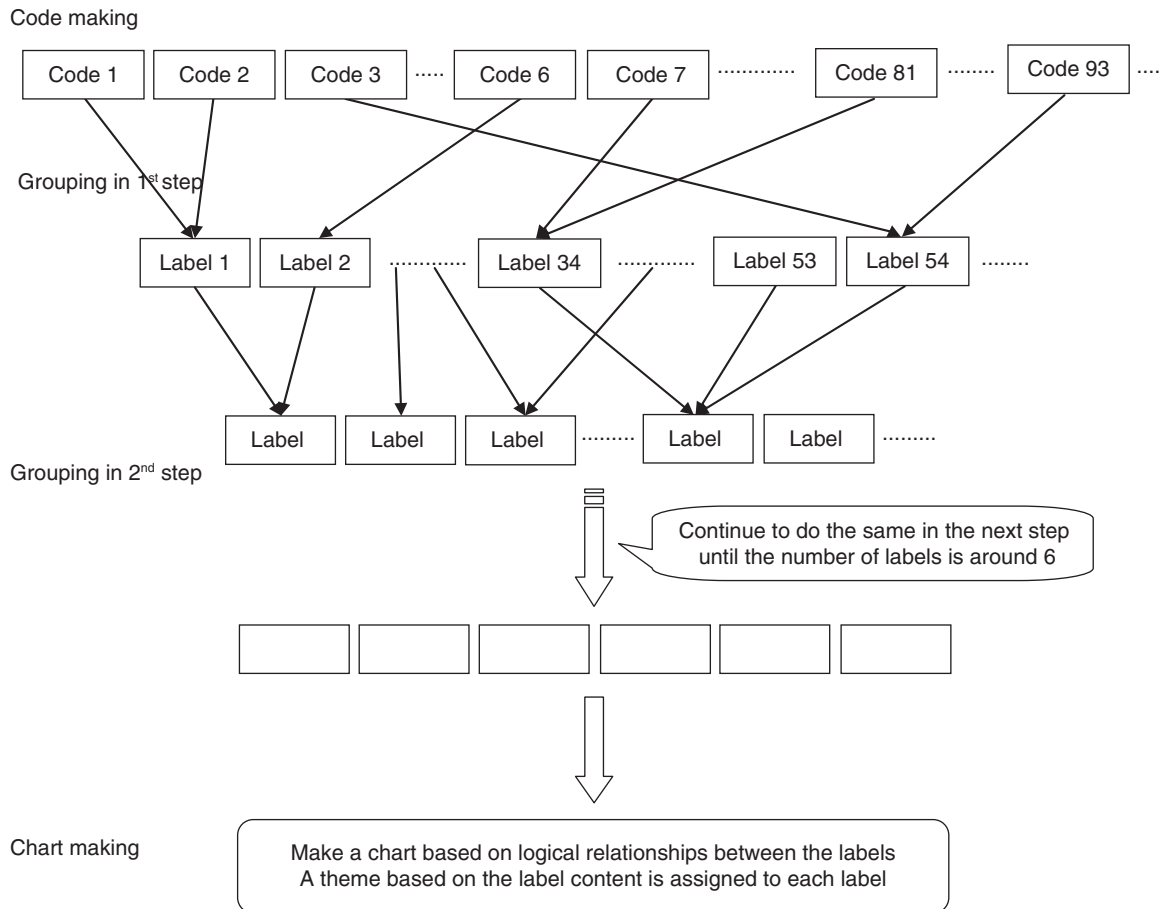 Code making
Code 1 Code 2 Code 3 ..... Code 6 Code 7 .............. Code 81 ........ Code 93 ....
Grouping in 1st step
Label 1 Label 2 .............. Label 34 .............. Label 53 Label 54 ........
Label Label Label ......... Label Label .........
Grouping in 2nd step
Continue to do the same in the next step
until the number of labels is around 6
Chart making
Make a chart based on logical relationships between the labels
A theme based on the label content is assigned to each label